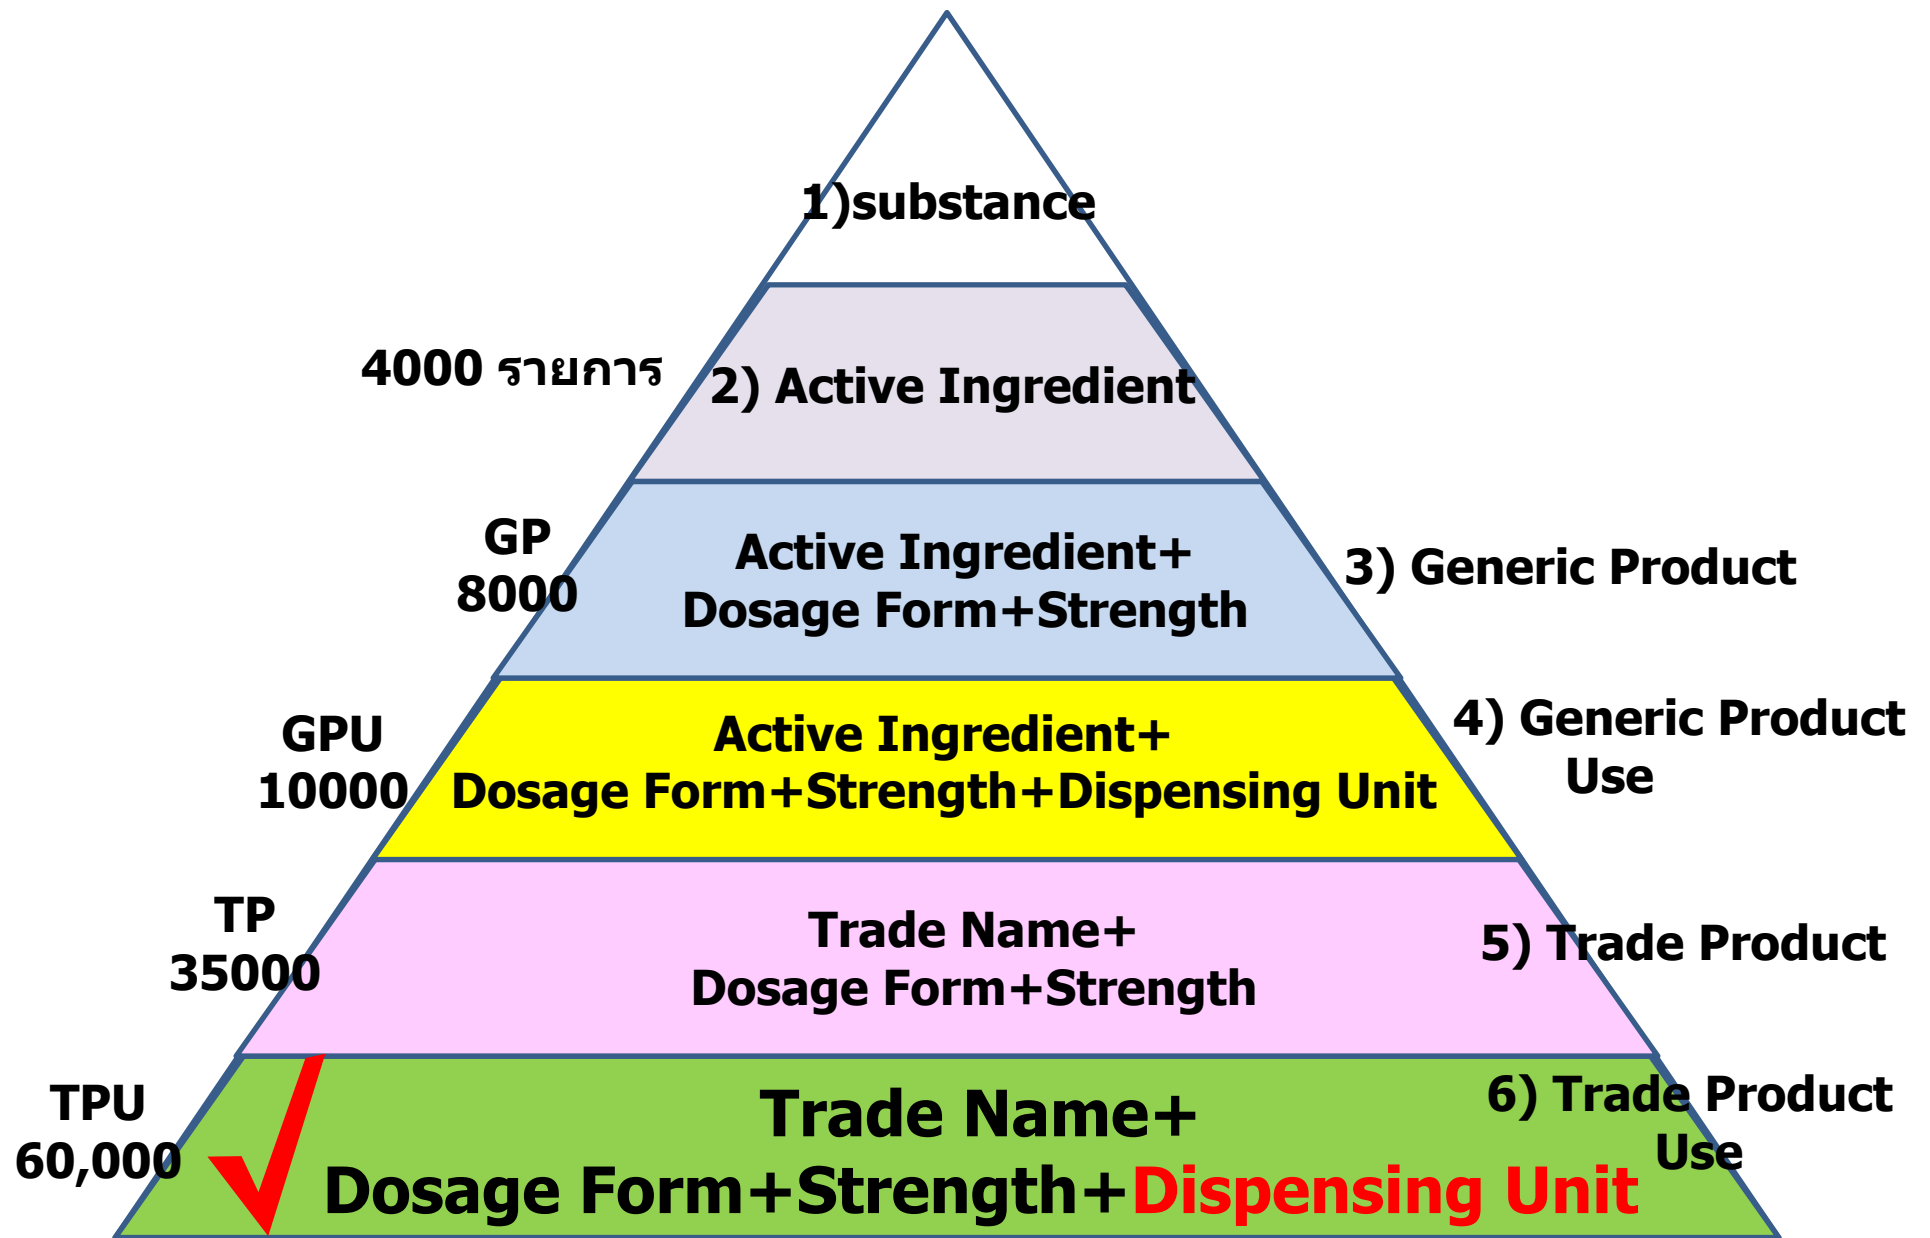 1)substance
4000 รายการ
2) Active Ingredient
GP
8000
Active Ingredient+
Dosage Form+Strength
3) Generic Product
GPU
10000
Active Ingredient+
Dosage Form+Strength+Dispensing Unit
4) Generic Product
Use
TP
35000
Trade Name+
Dosage Form+Strength
5) Trade Product
TPU
60,000
Trade Name+
Dosage Form+Strength+Dispensing Unit
6) Trade Product
Use